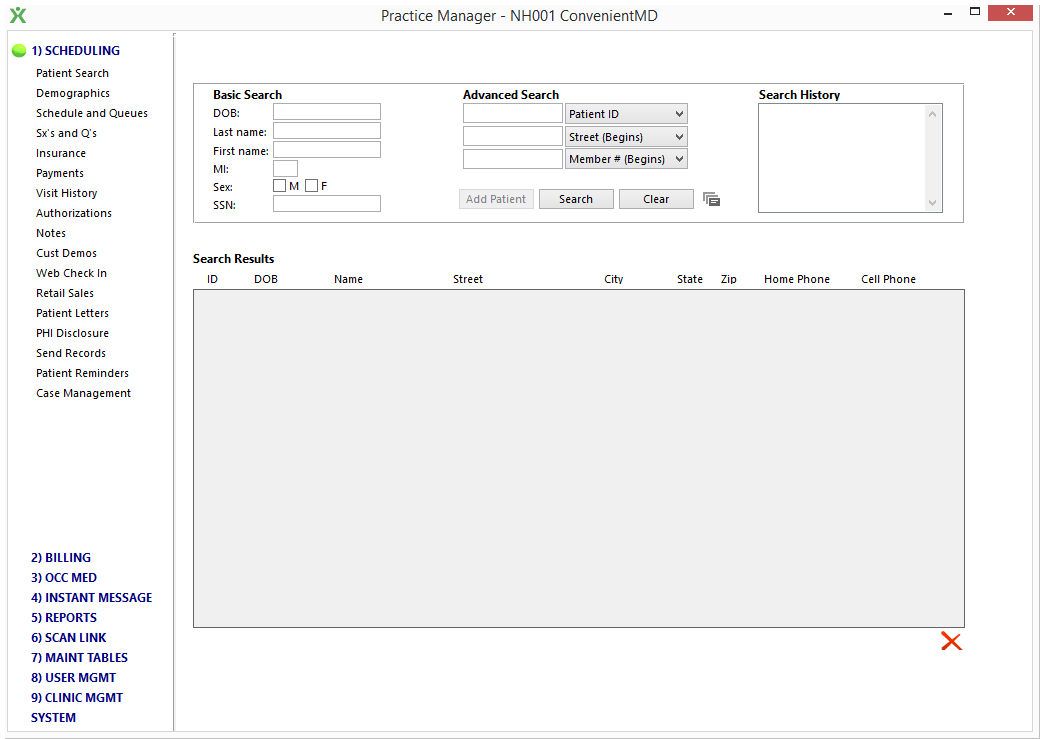 Practice Manager - NH001 ConvenientMD
1) SCHEDULING
Patient Search
Demographics
Schedule and Queues
Sx's and Q's
Insurance
Payments
Visit History
Authorizations
Notes
Cust Demos
Web Check In
Retail Sales
Patient Letters
PHI Disclosure
Send Records
Patient Reminders
Case Management
2) BILLING
3) OCC MED
4) INSTANT MESSAGE
5) REPORTS
6) SCAN LINK
7) MAINT TABLES
8) USER MGMT
9) CLINIC MGMT
SYSTEM
Basic Search
DOB:
Last name:
First name:
MI:
Sex: M F
SSN:
Advanced Search
Patient ID
Street (Begins)
Member # (Begins)
Add Patient Search Clear
Search History
Search Results
ID DOB Name Street City State Zip Home Phone Cell Phone